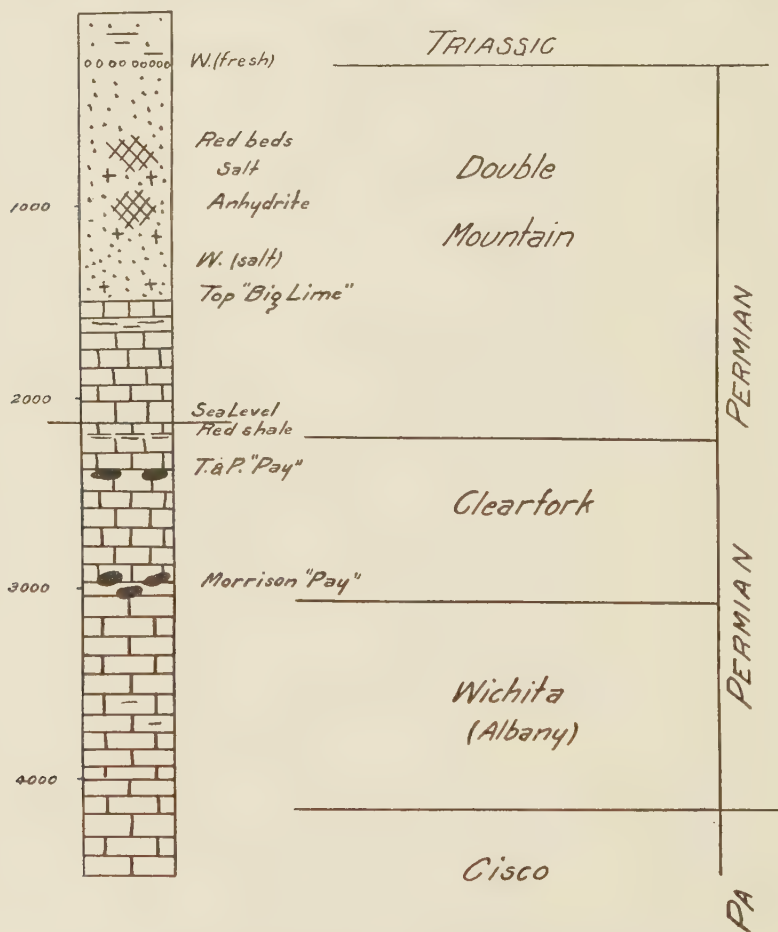 TRIASSIC
W. (fresh)
Red beds
Salt
Anhydrite
1000
Double
Mountain
W. (salt)
Top "Big Lime"
PERMIAN
2000
Sea Level
Red shale
T. & P. "Pay"
Clearfork
Morrison "Pay"
3000
PERMIAN
Wichita
(Albany)
4000
Cisco
PA